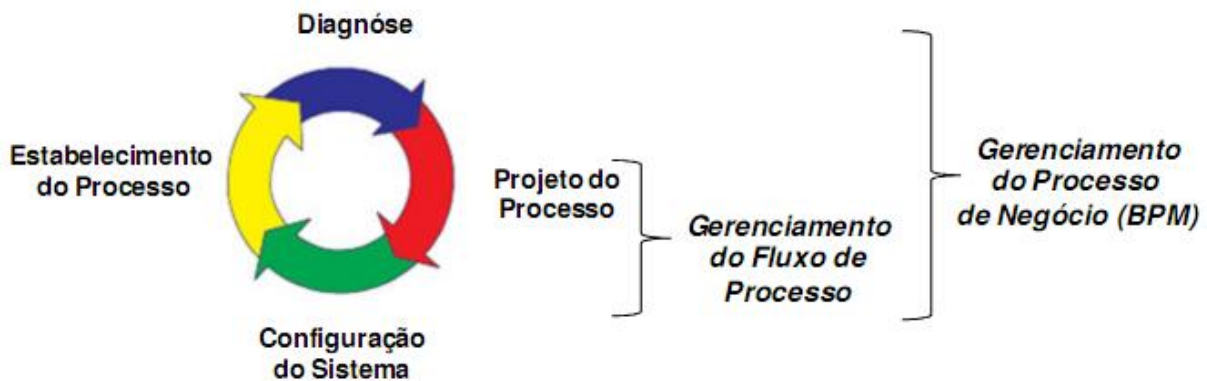 Diagnóse
Estabelecimento
do Processo
Projeto do
Processo
Configuração
do Sistema
Gerenciamento
do Fluxo de
Processo
Gerenciamento
do Processo
de Negócio (BPM)